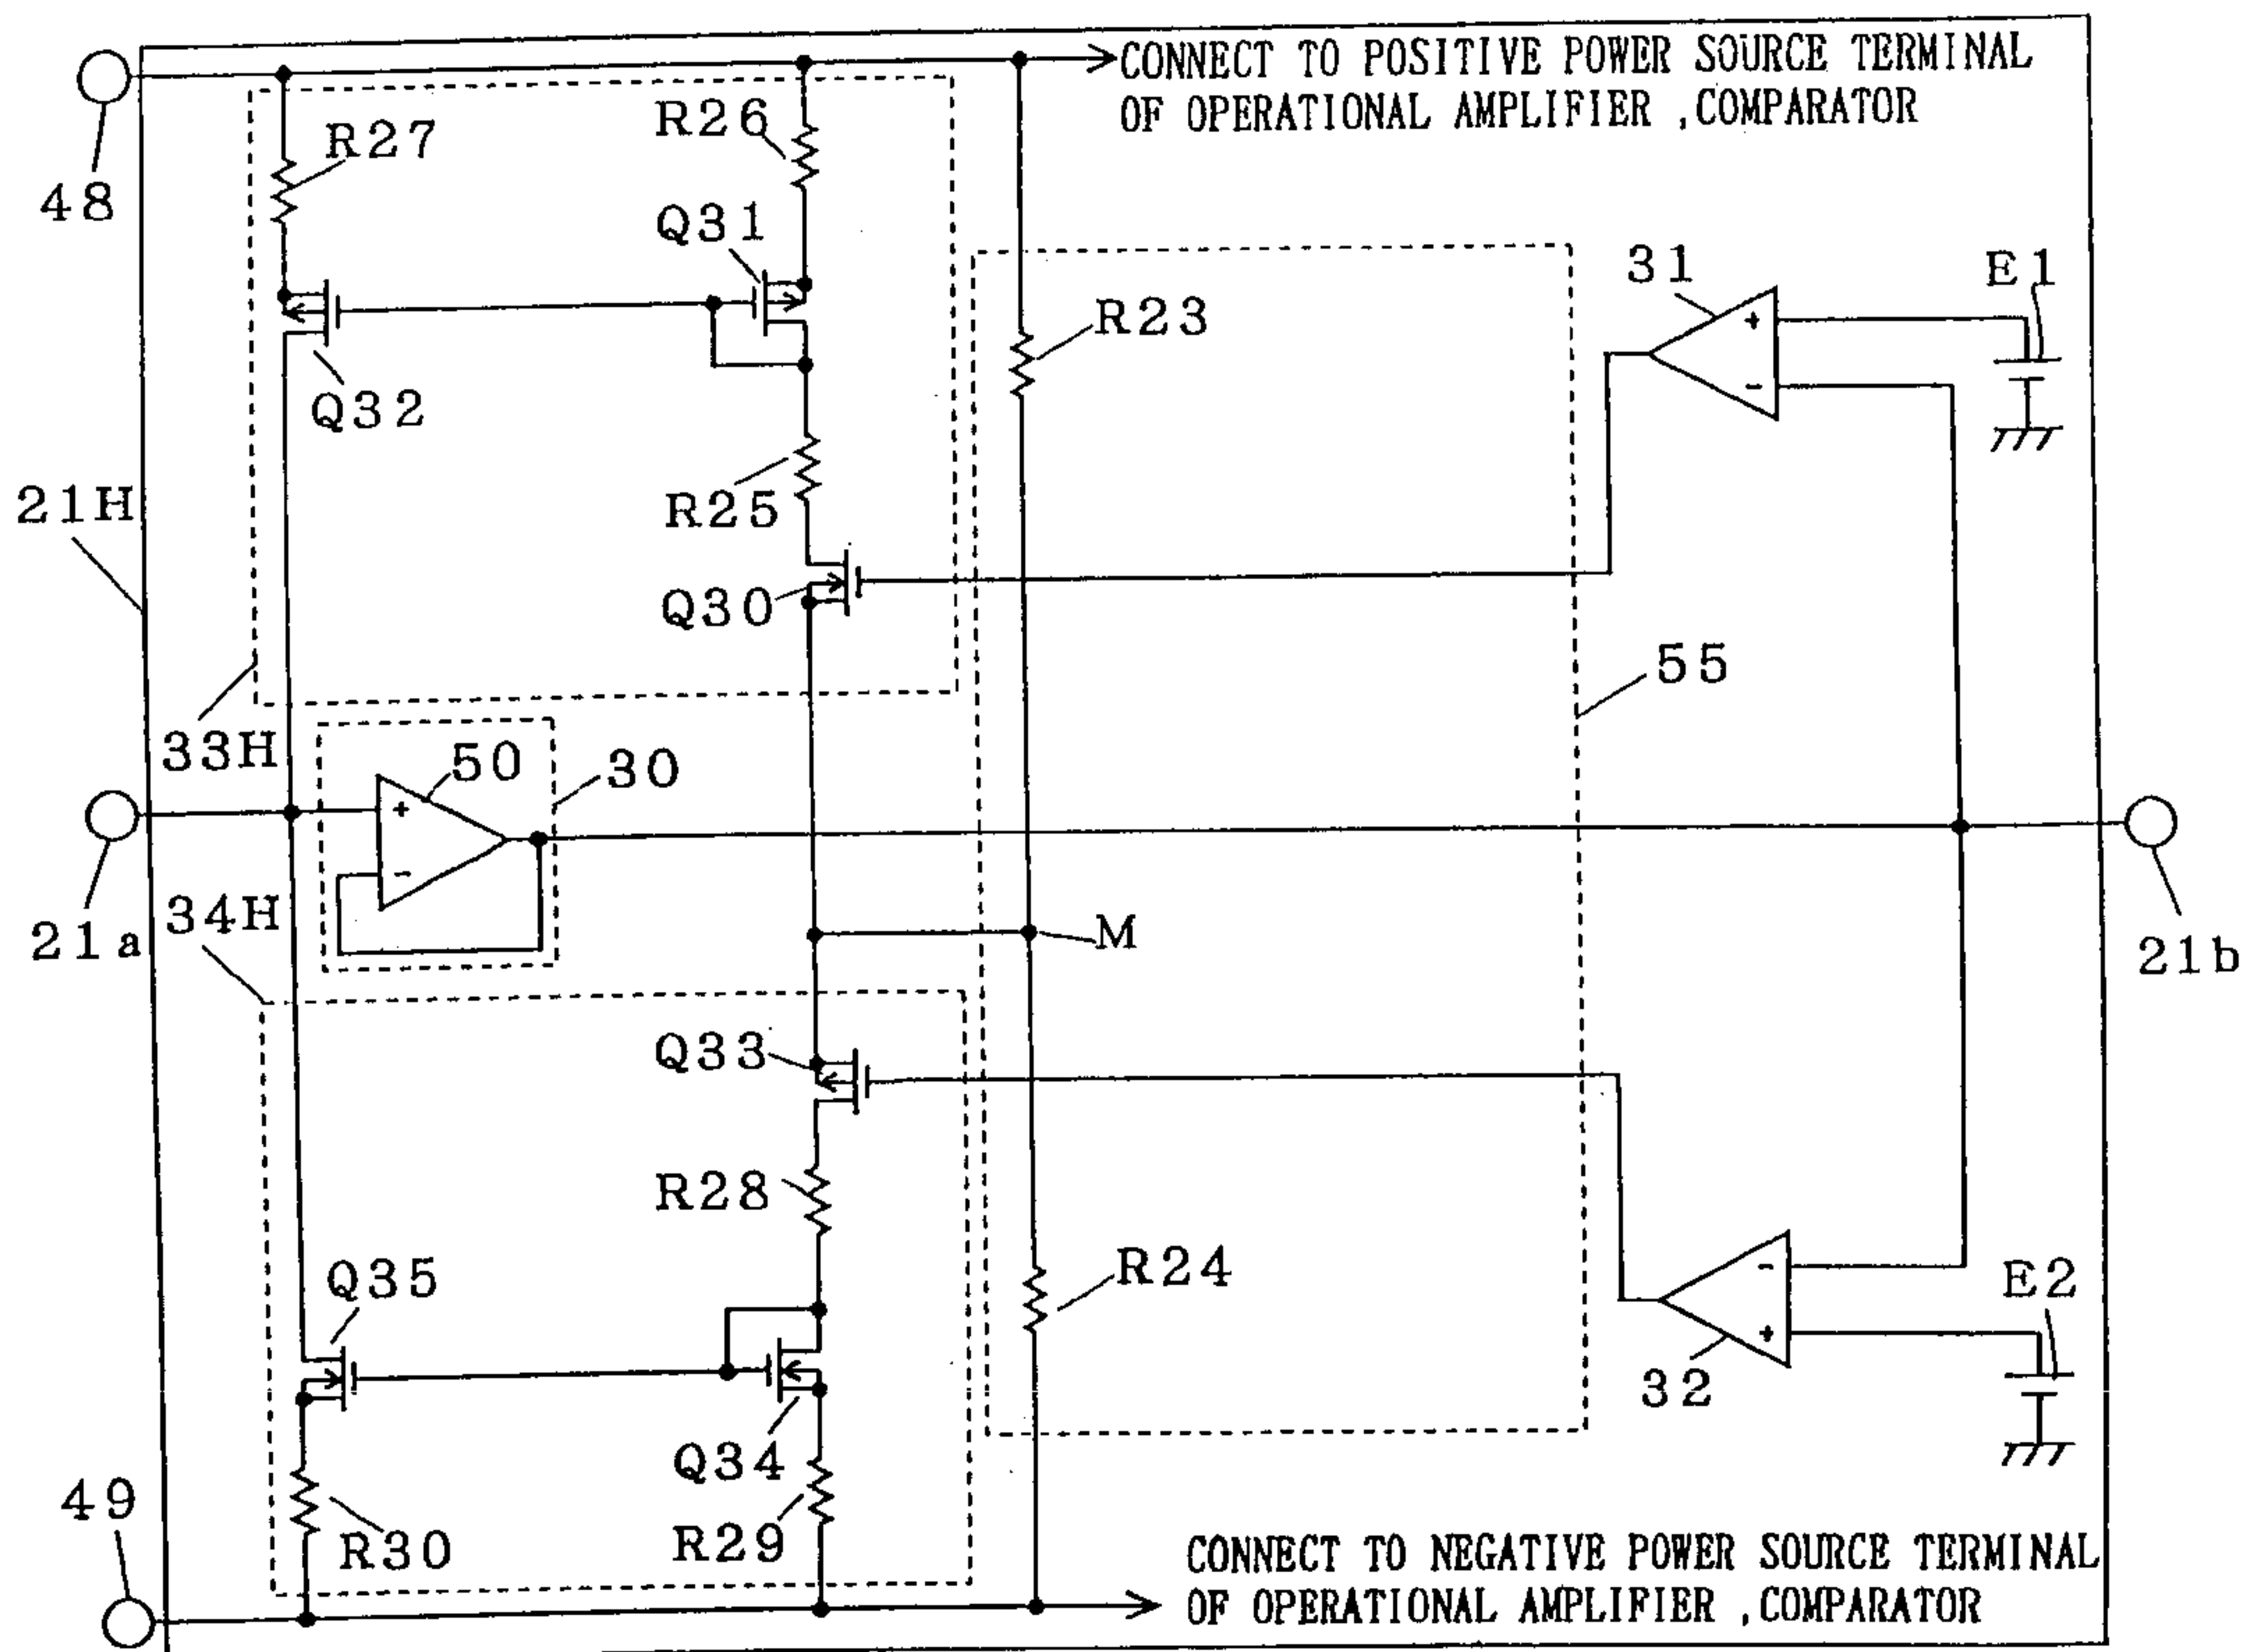 CONNECT TO POSITIVE POWER SOURCE TERMINAL
OF OPERATIONAL AMPLIFIER ,COMPARATOR
48
R27
R26
Q31
Q32
R23
31
E1
+
-
21H
R25
Q30
55
33H
50
30
+
-
21a
34H
M
21b
Q33
R28
Q35
R24
-
E2
+
32
Q34
49
R30
R29
CONNECT TO NEGATIVE POWER SOURCE TERMINAL
OF OPERATIONAL AMPLIFIER ,COMPARATOR